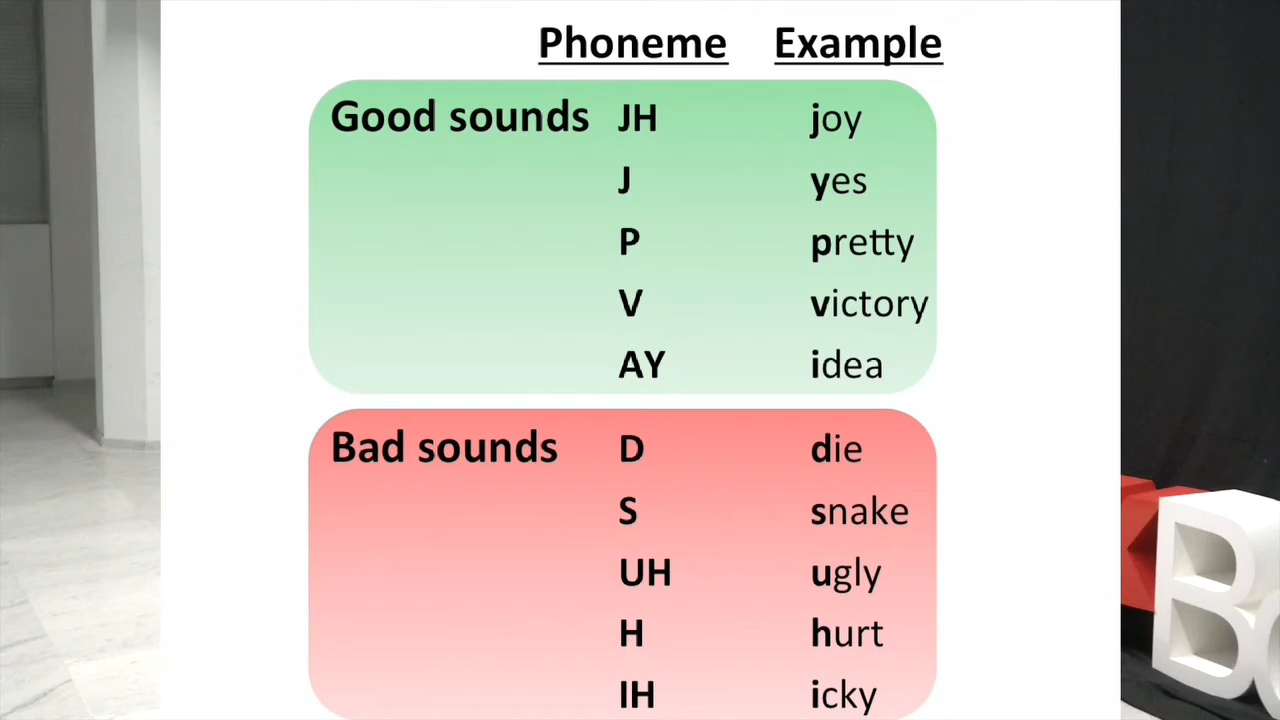 Phoneme Example
Good sounds JH joy
J yes
P pretty
V victory
AY idea
Bad sounds D die
S snake
UH ugly
H hurt
IH icky
B